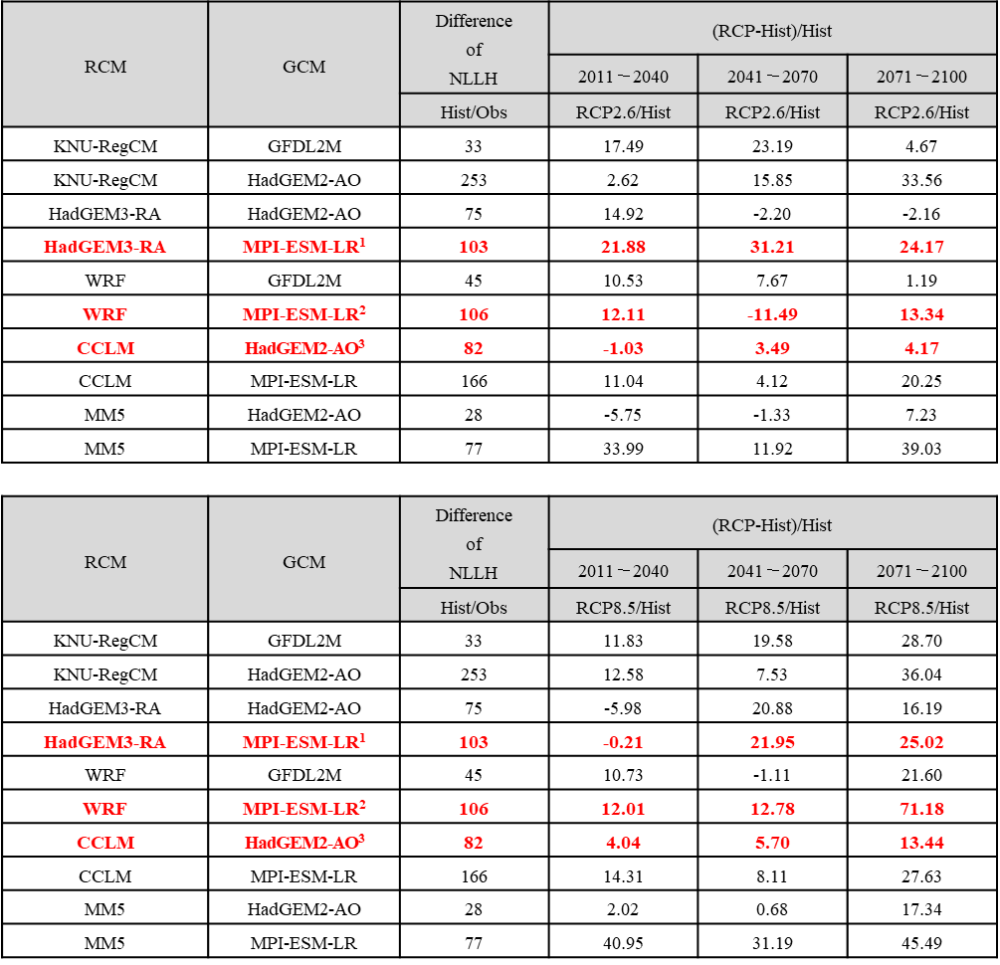 RCM GCM Difference of NLLH (RCP-Hist)/Hist
2011～2040 2041～2070 2071～2100
Hist/Obs RCP2.6/Hist RCP2.6/Hist RCP2.6/Hist
KNU-RegCM GFDL2M 33 17.49 23.19 4.67
KNU-RegCM HadGEM2-AO 253 2.62 15.85 33.56
HadGEM3-RA HadGEM2-AO 75 14.92 -2.20 -2.16
HadGEM3-RA MPI-ESM-LR¹ 103 21.88 31.21 24.17
WRF GFDL2M 45 10.53 7.67 1.19
WRF MPI-ESM-LR² 106 12.11 -11.49 13.34
CCLM HadGEM2-AO³ 82 -1.03 3.49 4.17
CCLM MPI-ESM-LR 166 11.04 4.12 20.25
MM5 HadGEM2-AO 28 -5.75 -1.33 7.23
MM5 MPI-ESM-LR 77 33.99 11.92 39.03
RCM GCM Difference of NLLH (RCP-Hist)/Hist
2011～2040 2041～2070 2071～2100
Hist/Obs RCP8.5/Hist RCP8.5/Hist RCP8.5/Hist
KNU-RegCM GFDL2M 33 11.83 19.58 28.70
KNU-RegCM HadGEM2-AO 253 12.58 7.53 36.04
HadGEM3-RA HadGEM2-AO 75 -5.98 20.88 16.19
HadGEM3-RA MPI-ESM-LR¹ 103 -0.21 21.95 25.02
WRF GFDL2M 45 10.73 -1.11 21.60
WRF MPI-ESM-LR² 106 12.01 12.78 71.18
CCLM HadGEM2-AO³ 82 4.04 5.70 13.44
CCLM MPI-ESM-LR 166 14.31 8.11 27.63
MM5 HadGEM2-AO 28 2.02 0.68 17.34
MM5 MPI-ESM-LR 77 40.95 31.19 45.49